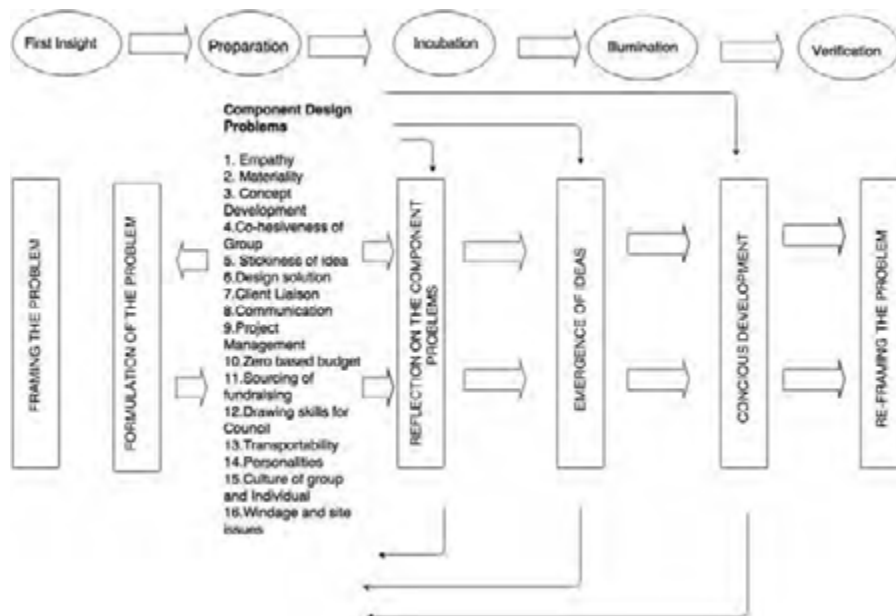 First Insight
Preparation
Incubation
Illumination
Verification
Component Design
Problems
1. Empathy
2. Materiality
3. Concept
Development
4.Co-hesiveness of
Group
5. Stickiness of idea
6.Design solution
7.Client Liaison
8.Communication
9.Project
Management
10.Zero based budget
11.Sourcing of
fundraising
12.Drawing skills for
Council
13.Transportability
14.Personalities
15.Culture of group
and Individual
16.Windage and site
issues
FRAMING THE PROBLEM
FORMULATION OF THE PROBLEM
REFLECTION ON THE COMPONENT
PROBLEMS
EMERGENCE OF IDEAS
CONCIOUS DEVELOPMENT
RE-FRAMING THE PROBLEM